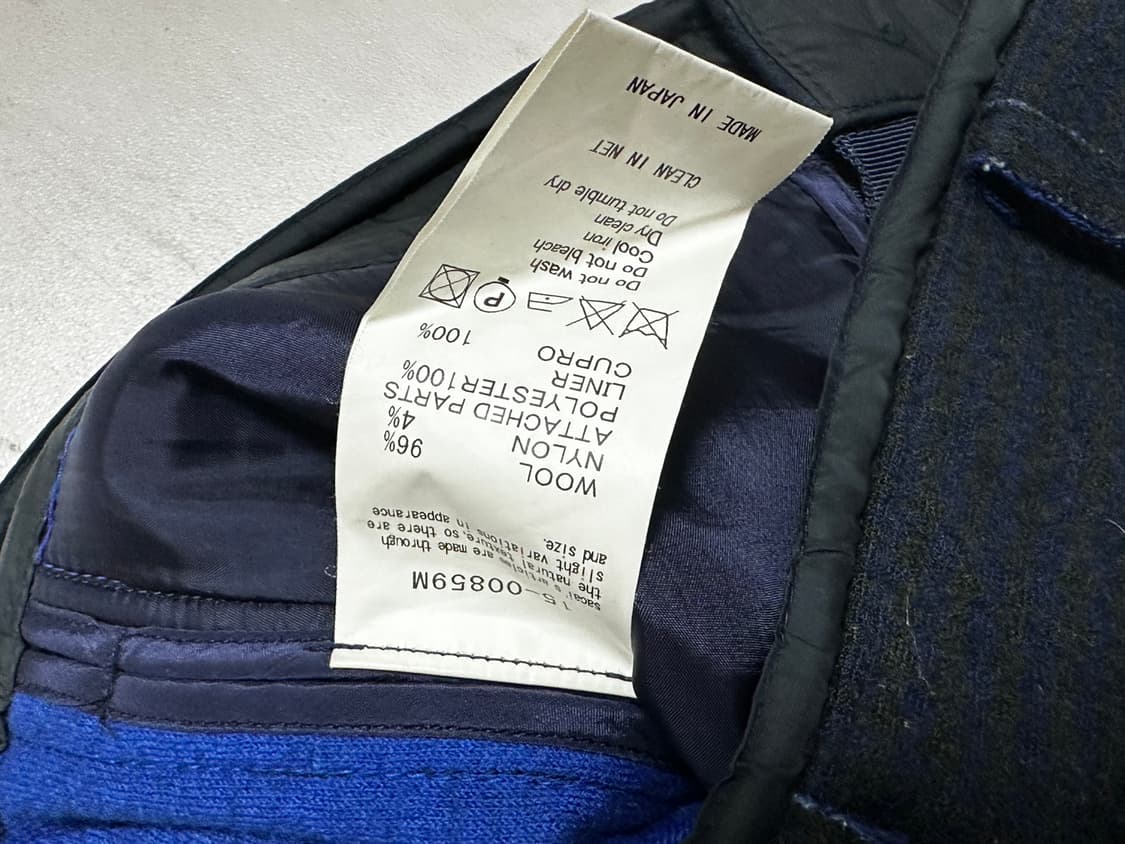 15-00859M
sacai's articles are made through
the natural texture, so there are
slight variations in appearance
and size.
WOOL 96%
NYLON 4%
ATTACHED PARTS
POLYESTER100%
LINER
CUPRO 100%
Do not wash
Do not bleach
Cool iron
Dry clean
Do not tumble dry
CLEAN IN NET
MADE IN JAPAN